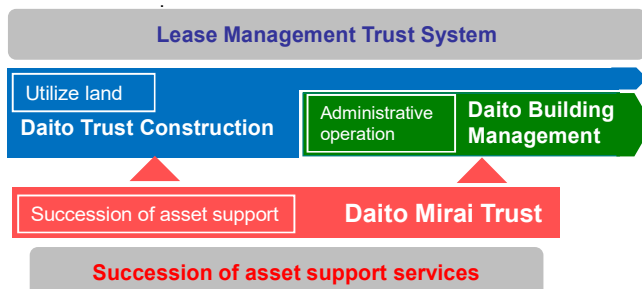 Lease Management Trust System
Utilize land
Daito Trust Construction
Administrative
operation
Daito Building
Management
Succession of asset support
Daito Mirai Trust
Succession of asset support services